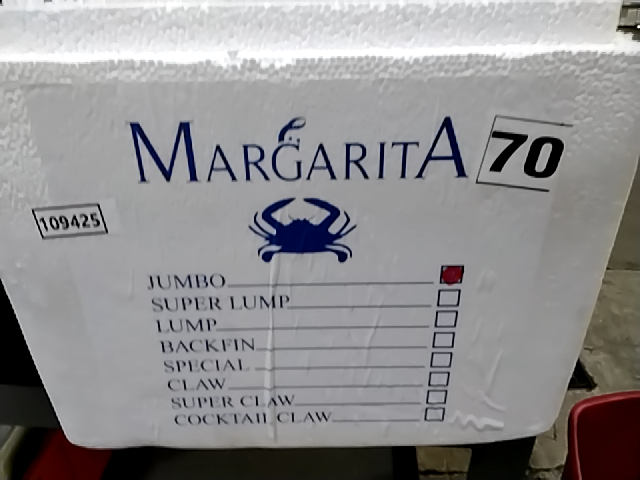 MARGARITA
70
109425
JUMBO
SUPER LUMP
LUMP
BACKFIN
SPECIAL
CLAW
SUPER CLAW
COCKTAIL CLAW